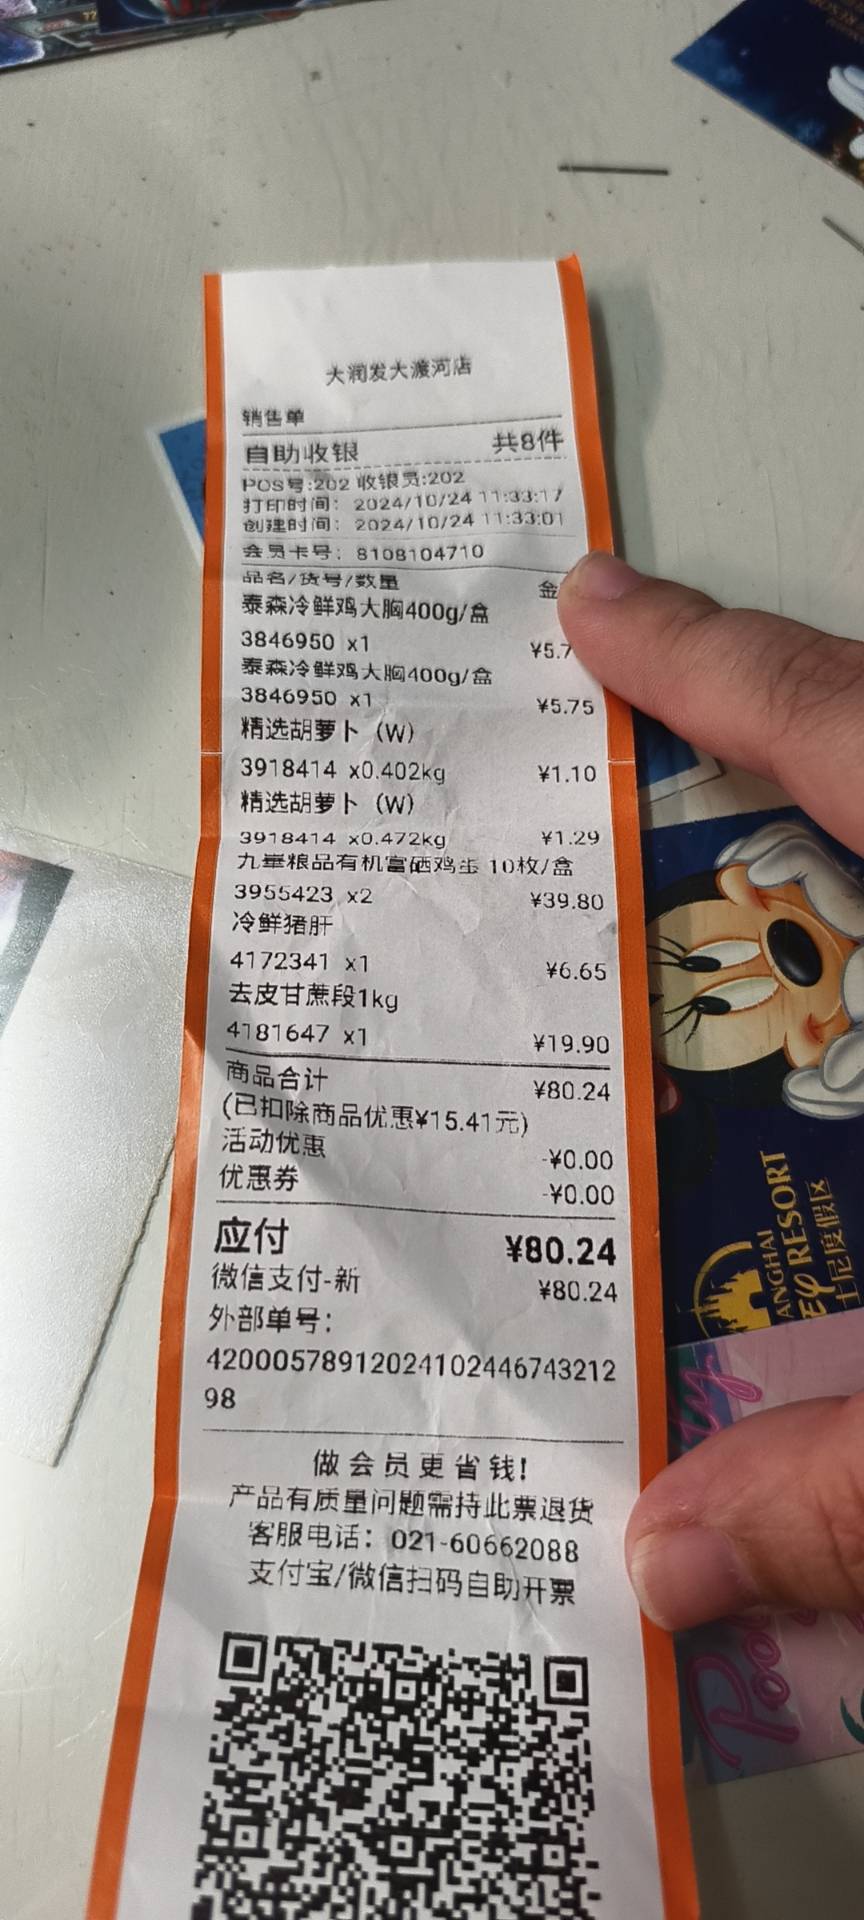 大润发大渡河店
销售单
自助收银 共8件
POS号:202 收银员:202
打印时间： 2024/10/24 11:33:17
创建时间： 2024/10/24 11:33:01
会员卡号： 8108104710
品名/货号/数量 金
泰森冷鲜鸡大胸400g/盒
3846950 x1 ¥5.7
泰森冷鲜鸡大胸400g/盒
3846950 x1 ¥5.75
精选胡萝卜（W）
3918414 x0.402kg ¥1.10
精选胡萝卜（W）
3918414 x0.472kg ¥1.29
粮品有机富硒鸡蛋 10枚/盒
3955423 x2 ¥39.80
冷鲜猪肝
4172341 x1 ¥6.65
去皮甘蔗段1kg
4181647 x1 ¥19.90
商品合计 ¥80.24
(已扣除商品优惠¥15.41元)
活动优惠 -¥0.00
优惠券 -¥0.00
应付 ¥80.24
微信支付-新 ¥80.24
外部单号：
42000578912024102446743212
98
做会员更省钱!
产品有质量问题需持此票退货
客服电话： 021-60662088
支付宝/微信扫码自助开票
ANGHAI
EY RESORT
士尼度假区
72